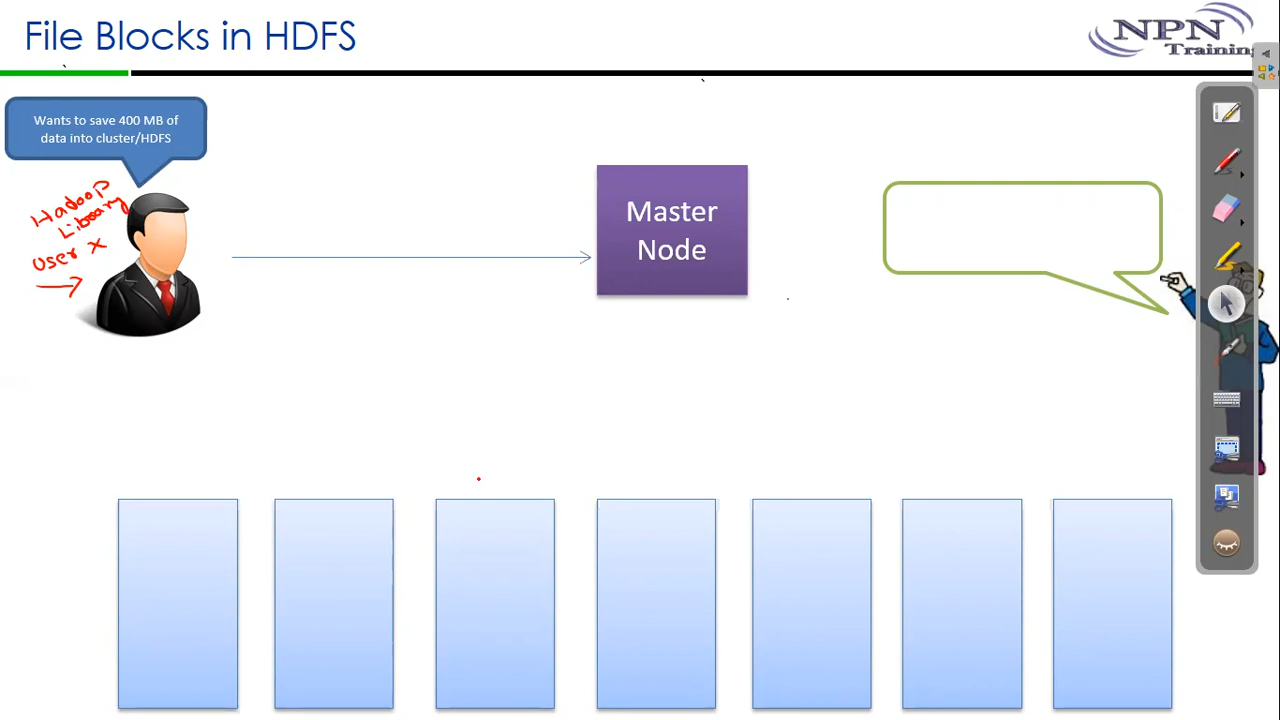 File Blocks in HDFS
NPN
Training
Wants to save 400 MB of
data into cluster/HDFS
Hadoop
Library
User X
Master
Node